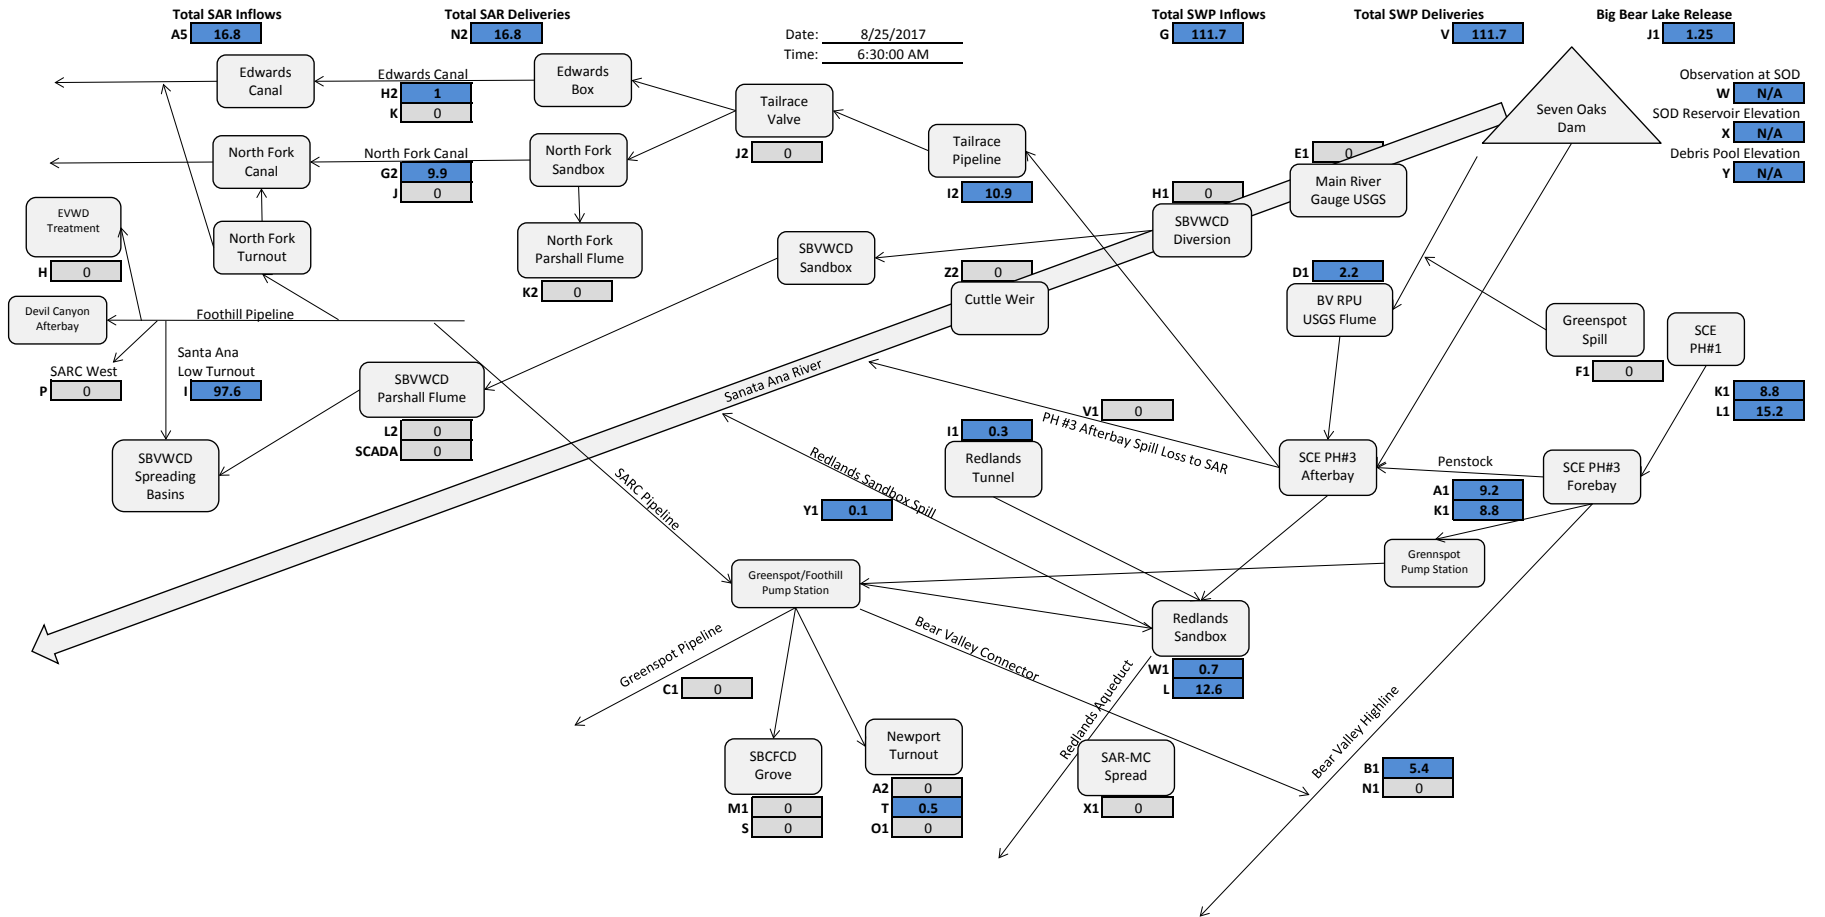 Total SAR Inflows
A5 16.8
Total SAR Deliveries
N2 16.8
Date: 8/25/2017
Time: 6:30:00 AM
Total SWP Inflows
G 111.7
Total SWP Deliveries
V 111.7
Big Bear Lake Release
J1 1.25
Observation at SOD
W N/A
SOD Reservoir Elevation
X N/A
Debris Pool Elevation
Y N/A
Seven Oaks
Dam
Edwards
Canal
Edwards Canal
H2 1
K 0
Edwards
Box
Tailrace
Valve
J2 0
Tailrace
Pipeline
I2 10.9
North Fork
Canal
North Fork Canal
G2 9.9
J 0
North Fork
Sandbox
E1 0
Main River
Gauge USGS
H1 0
SBVWCD
Diversion
EVWD
Treatment
H 0
North Fork
Turnout
North Fork
Parshall Flume
K2 0
SBVWCD
Sandbox
Z2 0
Cuttle Weir
D1 2.2
BV RPU
USGS Flume
Greenspot
Spill
F1 0
SCE
PH#1
K1 8.8
L1 15.2
Devil Canyon
Afterbay
Foothill Pipeline
SARC West
P 0
Santa Ana
Low Turnout
I 97.6
SBVWCD
Parshall Flume
L2 0
SCADA 0
Sanata Ana River
V1 0
PH #3 Afterbay Spill Loss to SAR
I1 0.3
Redlands
Tunnel
SCE PH#3
Afterbay
Penstock
A1 9.2
K1 8.8
SCE PH#3
Forebay
SBVWCD
Spreading
Basins
SARC Pipeline
Redlands Sandbox Spill
Y1 0.1
Grennspot
Pump Station
Greenspot/Foothill
Pump Station
Redlands
Sandbox
W1 0.7
L 12.6
Greenspot Pipeline
C1 0
Bear Valley Connector
Redlands Aqueduct
Bear Valley Highline
SBCFCD
Grove
M1 0
S 0
Newport
Turnout
A2 0
T 0.5
O1 0
SAR-MC
Spread
X1 0
B1 5.4
N1 0